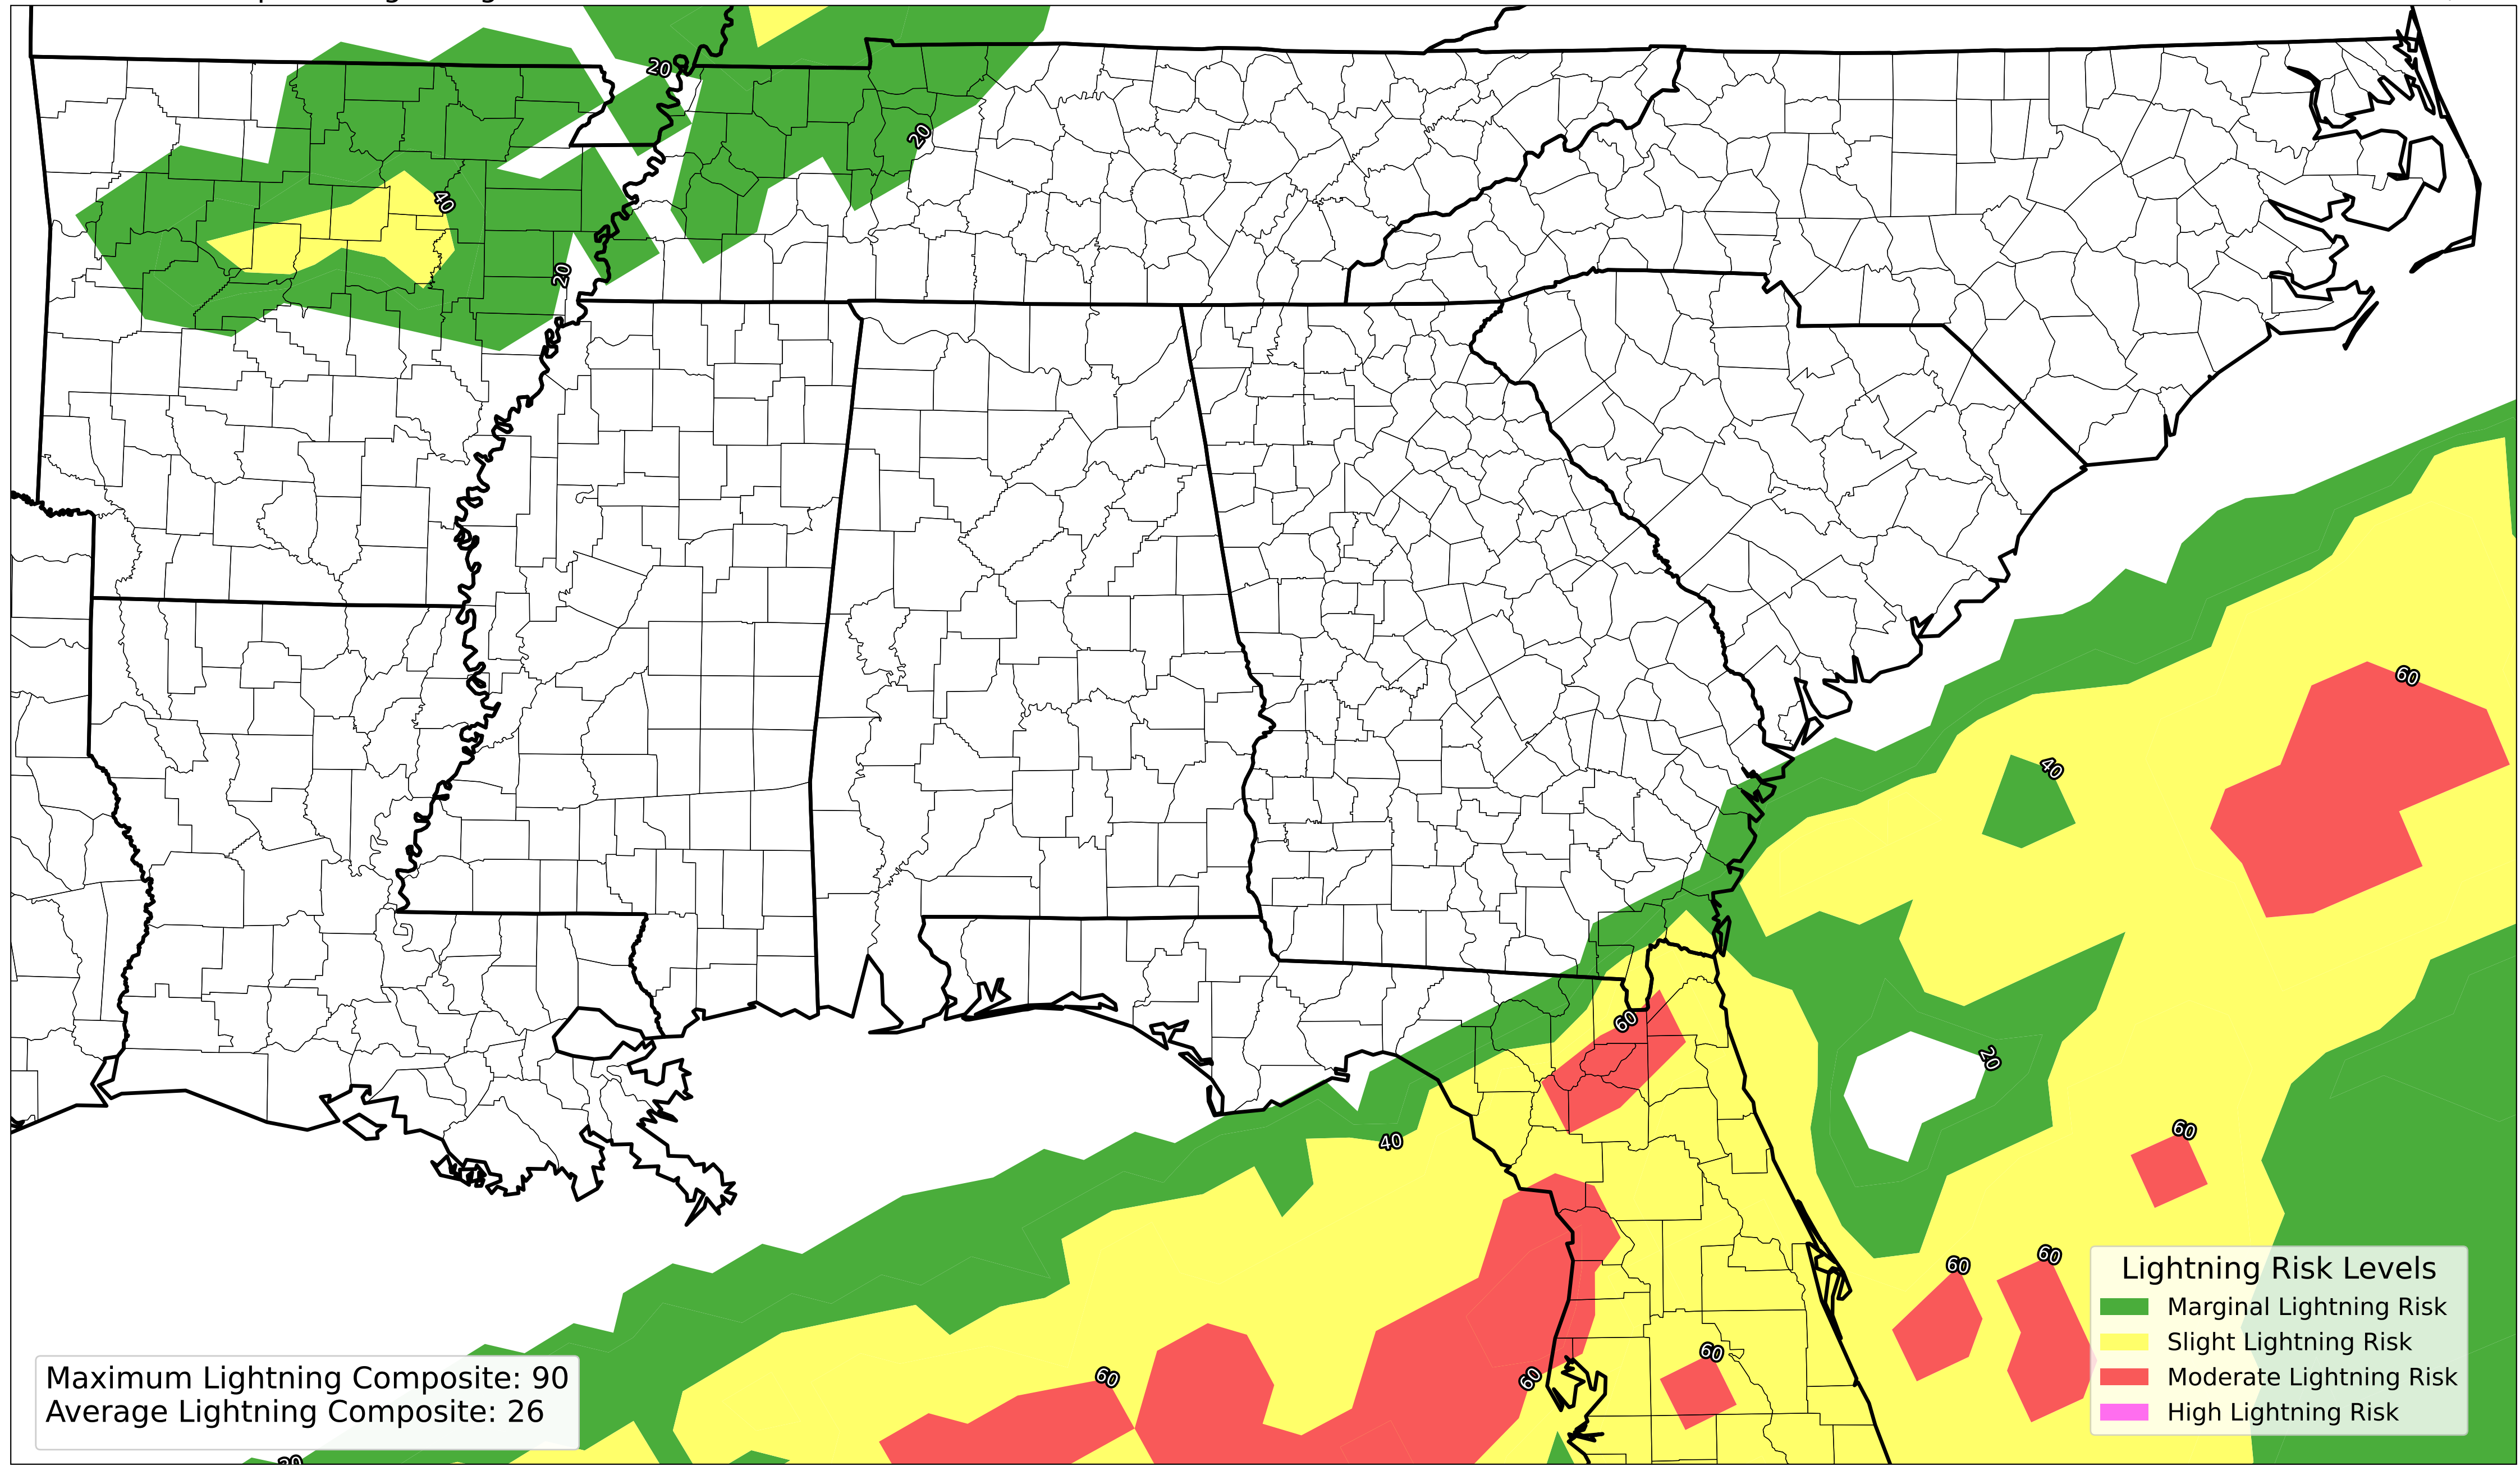 20
20
40
20
60
40
60
40
20
60
60
60
60
60
60
Lightning Risk Levels
Marginal Lightning Risk
Slight Lightning Risk
Moderate Lightning Risk
High Lightning Risk
Maximum Lightning Composite: 90
Average Lightning Composite: 26